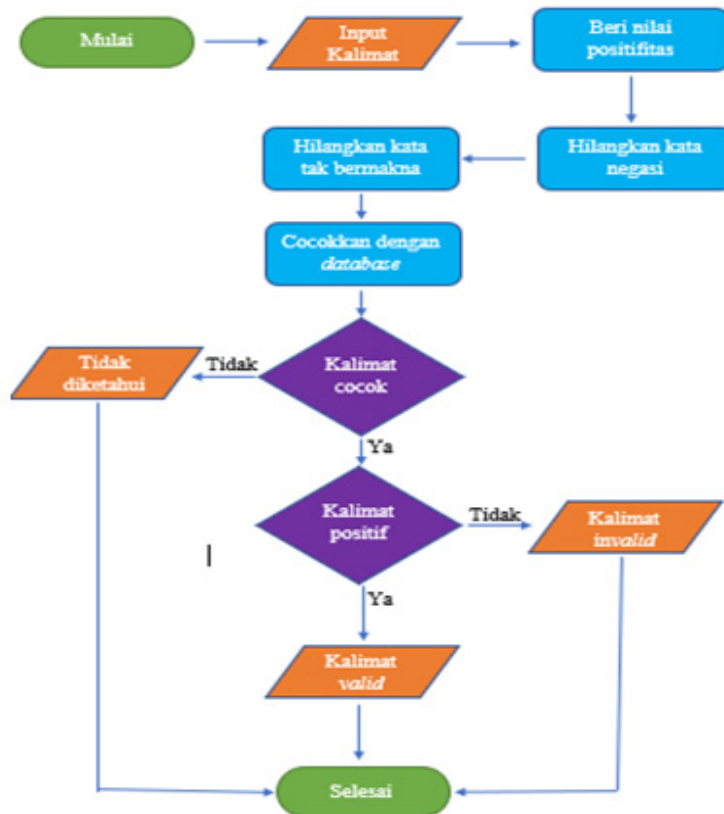 Mulai
Input
Kalimat
Beri nilai
positifitas
Hilangkan kata
negasi
Hilangkan kata
tak bermakna
Cocokkan dengan
database
Kalimat
cocok
Tidak
Tidak
diketahui
Ya
Kalimat
positif
Tidak
Kalimat
invalid
Ya
Kalimat
valid
Selesai